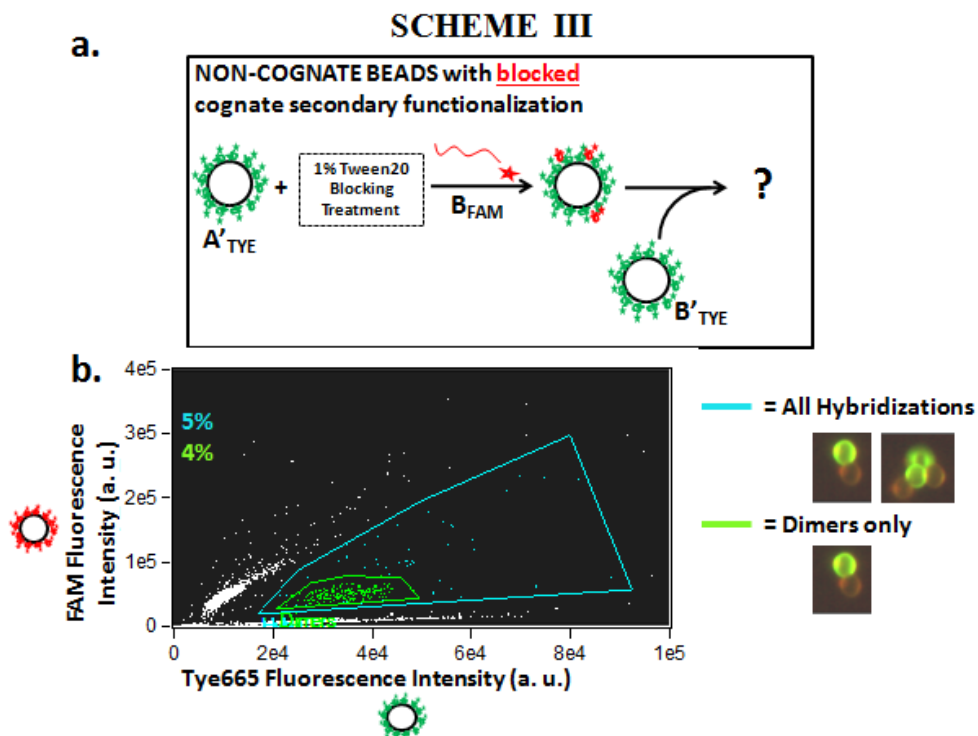 SCHEME III
a.
NON-COGNATE BEADS with blocked
cognate secondary functionalization
1% Tween20
Blocking
Treatment
+
A'TYE
BFAM
?
B'TYE
b.
4e5
3e5
2e5
1e5
0
5%
4%
Dimers
0 2e4 4e4 6e4 8e4 1e5
FAM Fluorescence
Intensity (a. u.)
Tye665 Fluorescence Intensity (a. u.)
= All Hybridizations
= Dimers only